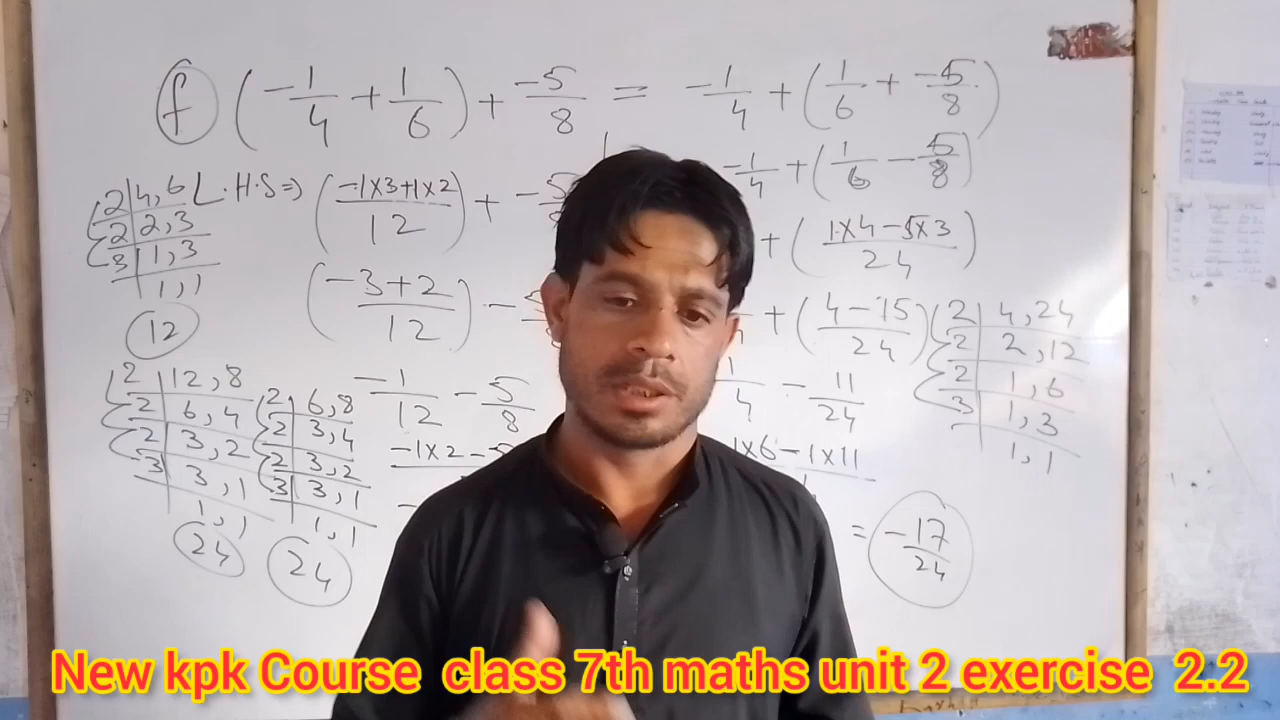 f (-1/4 + 1/6) + -5/8 = -1/4 + (1/6 + -5/8)
L.H.S => (-1×3+1×2/12) + -5
-1/4 + (1/6 - 5/8)
(-3+2/12) -
+ (1×4-5×3/24)
-1/12 - 5/8
+ (4-15/24)
-1×2-5
1/4 - 11/24
1×6-1×11
= -17/24
2 | 4, 6
2 | 2, 3
3 | 1, 3
1, 1
12
2 | 12, 8
2 | 6, 4
2 | 3, 2
3 | 3, 1
1, 1
24
2 | 6, 8
2 | 3, 4
2 | 3, 2
3 | 3, 1
1, 1
24
2 | 4, 24
2 | 2, 12
2 | 1, 6
3 | 1, 3
1, 1
New kpk Course class 7th maths unit 2 exercise 2.2